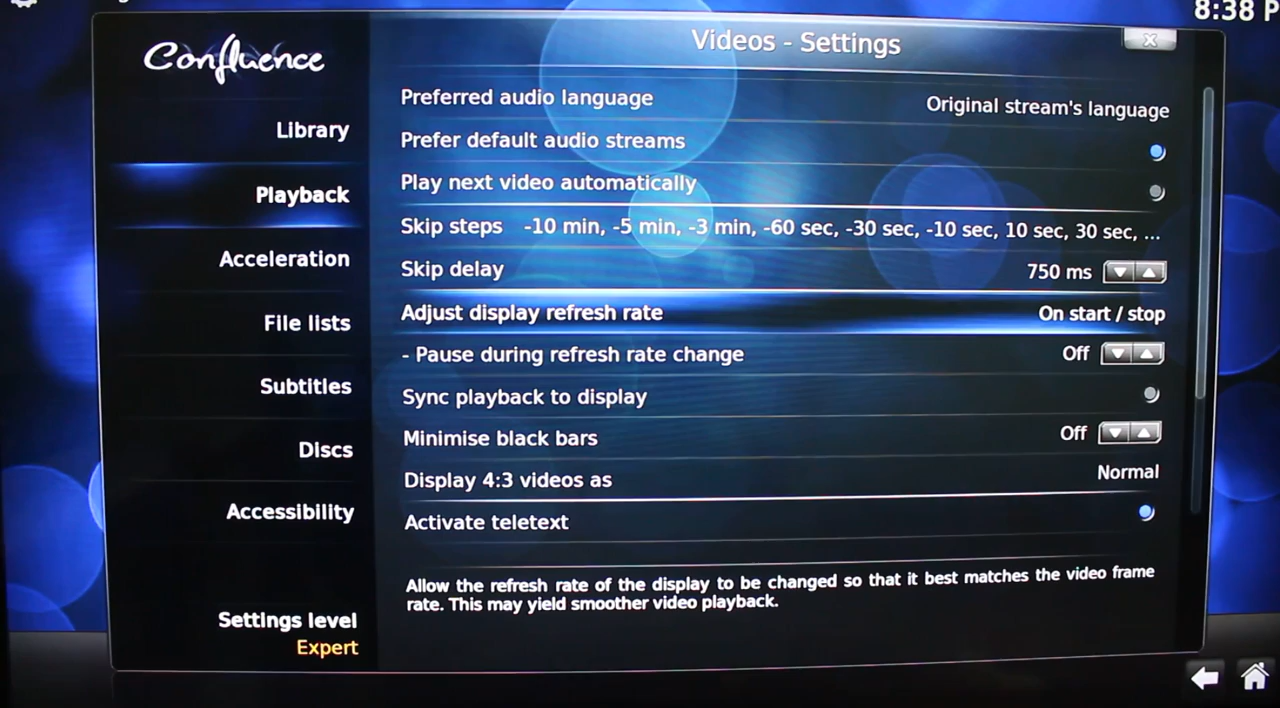 8:38 P
Confluence
Videos - Settings
Library
Playback
Acceleration
File lists
Subtitles
Discs
Accessibility
Settings level
Expert
Preferred audio language Original stream's language
Prefer default audio streams
Play next video automatically
Skip steps -10 min, -5 min, -3 min, -60 sec, -30 sec, -10 sec, 10 sec, 30 sec, ...
Skip delay 750 ms
Adjust display refresh rate On start / stop
- Pause during refresh rate change Off
Sync playback to display
Minimise black bars Off
Display 4:3 videos as Normal
Activate teletext
Allow the refresh rate of the display to be changed so that it best matches the video frame
rate. This may yield smoother video playback.